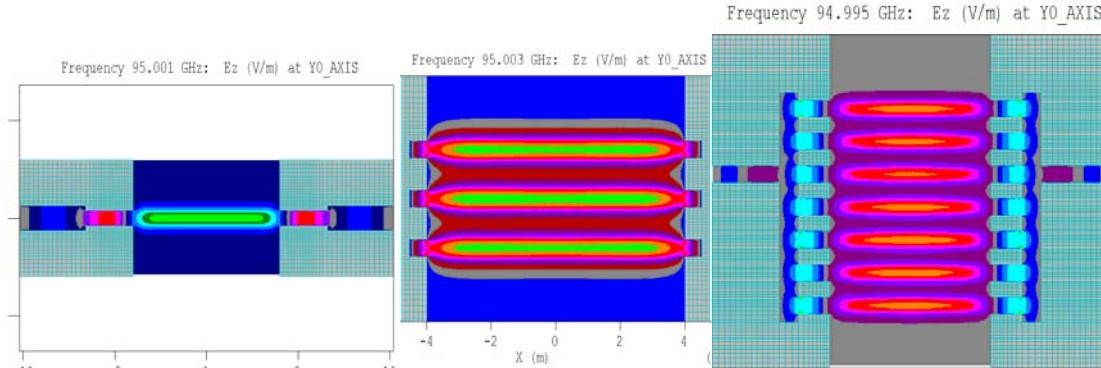 Frequency 95.001 GHz: Ez (V/m) at Y0_AXIS
Frequency 95.003 GHz: Ez (V/m) at Y0_AXIS
-4 -2 0 2 4
X (m)
Frequency 94.995 GHz: Ez (V/m) at Y0_AXIS